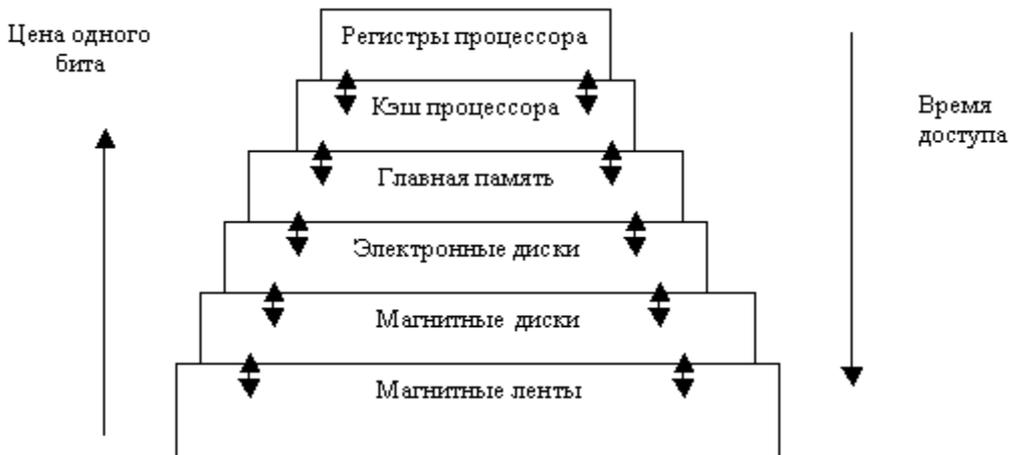 Цена одного
бита
Регистры процессора
Кэш процессора
Время
доступа
Главная память
Электронные диски
Магнитные диски
Магнитные ленты